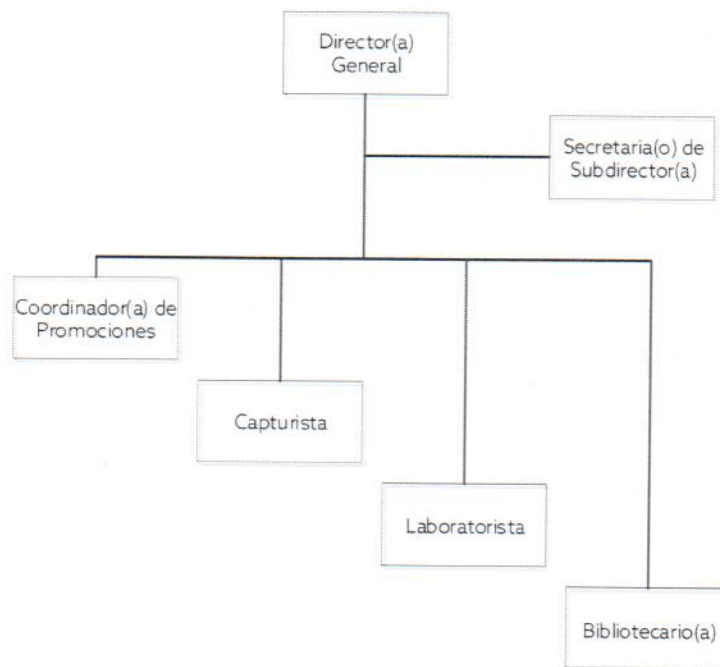 Director(a)
General
Secretaria(o) de
Subdirector(a)
Coordinador(a) de
Promociones
Capturista
Laboratorista
Bibliotecario(a)